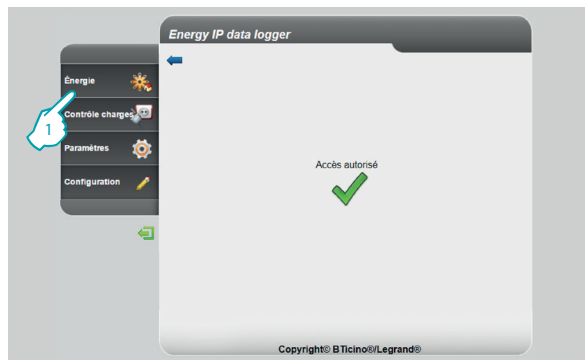 Energy IP data logger
Énergie
Contrôle charges
Paramètres
Configuration
1
Accès autorisé
Copyright© BTicino®/Legrand®